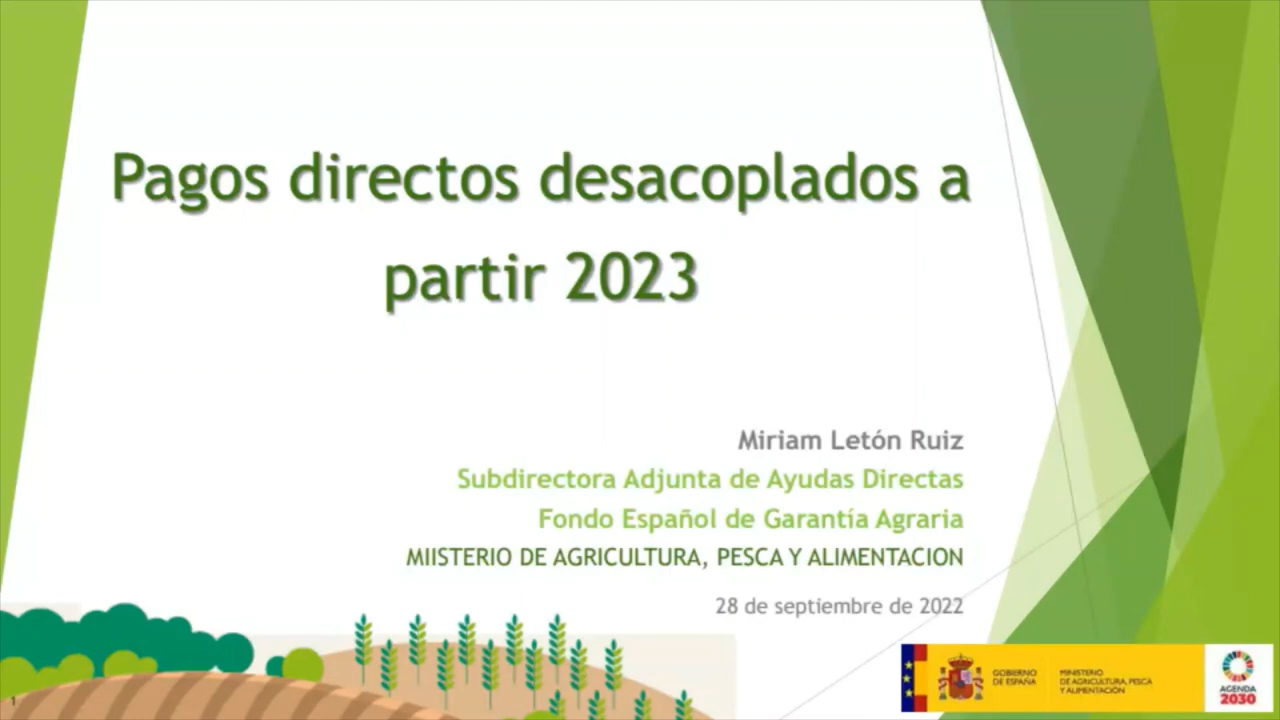 Pagos directos desacoplados a
partir 2023
Miriam Letón Ruiz
Subdirectora Adjunta de Ayudas Directas
Fondo Español de Garantía Agraria
MIISTERIO DE AGRICULTURA, PESCA Y ALIMENTACION
28 de septiembre de 2022
GOBIERNO
DE ESPAÑA
MINISTERIO
DE AGRICULTURA, PESCA
Y ALIMENTACIÓN
AGENDA
2030
1